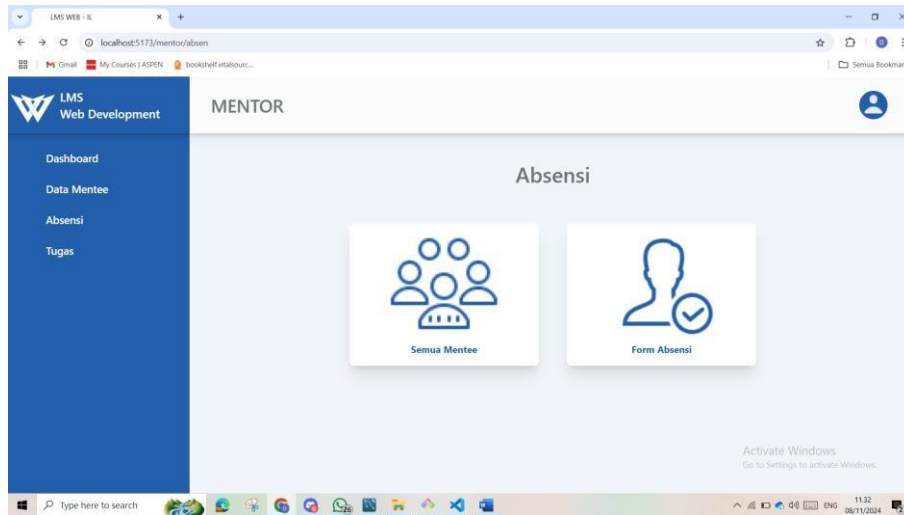 LMS WEB - IL
localhost:5173/mentor/absen
Gmail
My Courses | ASPEN
bookshelf.vitalsourc...
Semua Bookmar
LMS
Web Development
MENTOR
Dashboard
Data Mentee
Absensi
Tugas
Absensi
Semua Mentee
Form Absensi
Activate Windows
Go to Settings to activate Windows.
Type here to search
ENG
11.32
08/11/2024